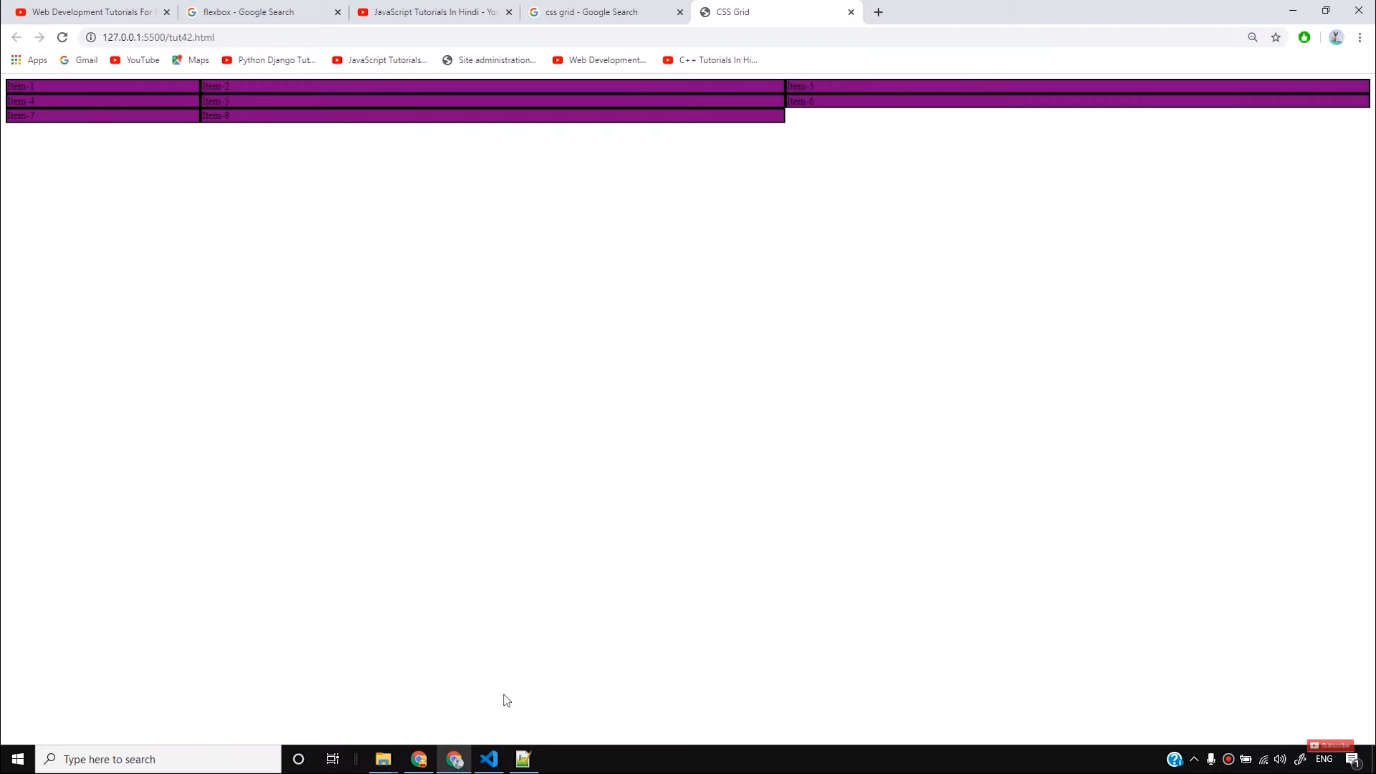 Web Development Tutorials For
flexbox - Google Search
JavaScript Tutorials In Hindi - You
css grid - Google Search
CSS Grid
127.0.0.1:5500/tut42.html
Apps
Gmail
YouTube
Maps
Python Django Tut...
JavaScript Tutorials...
Site administration...
Web Development...
C++ Tutorials In Hi...
Item-1
Item-2
Item-3
Item-4
Item-5
Item-6
Item-7
Item-8
Type here to search
ENG
1
Subscribe